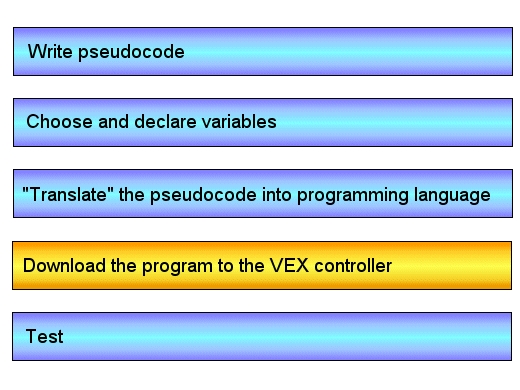 Write pseudocode
Choose and declare variables
"Translate" the pseudocode into programming language
Download the program to the VEX controller
Test